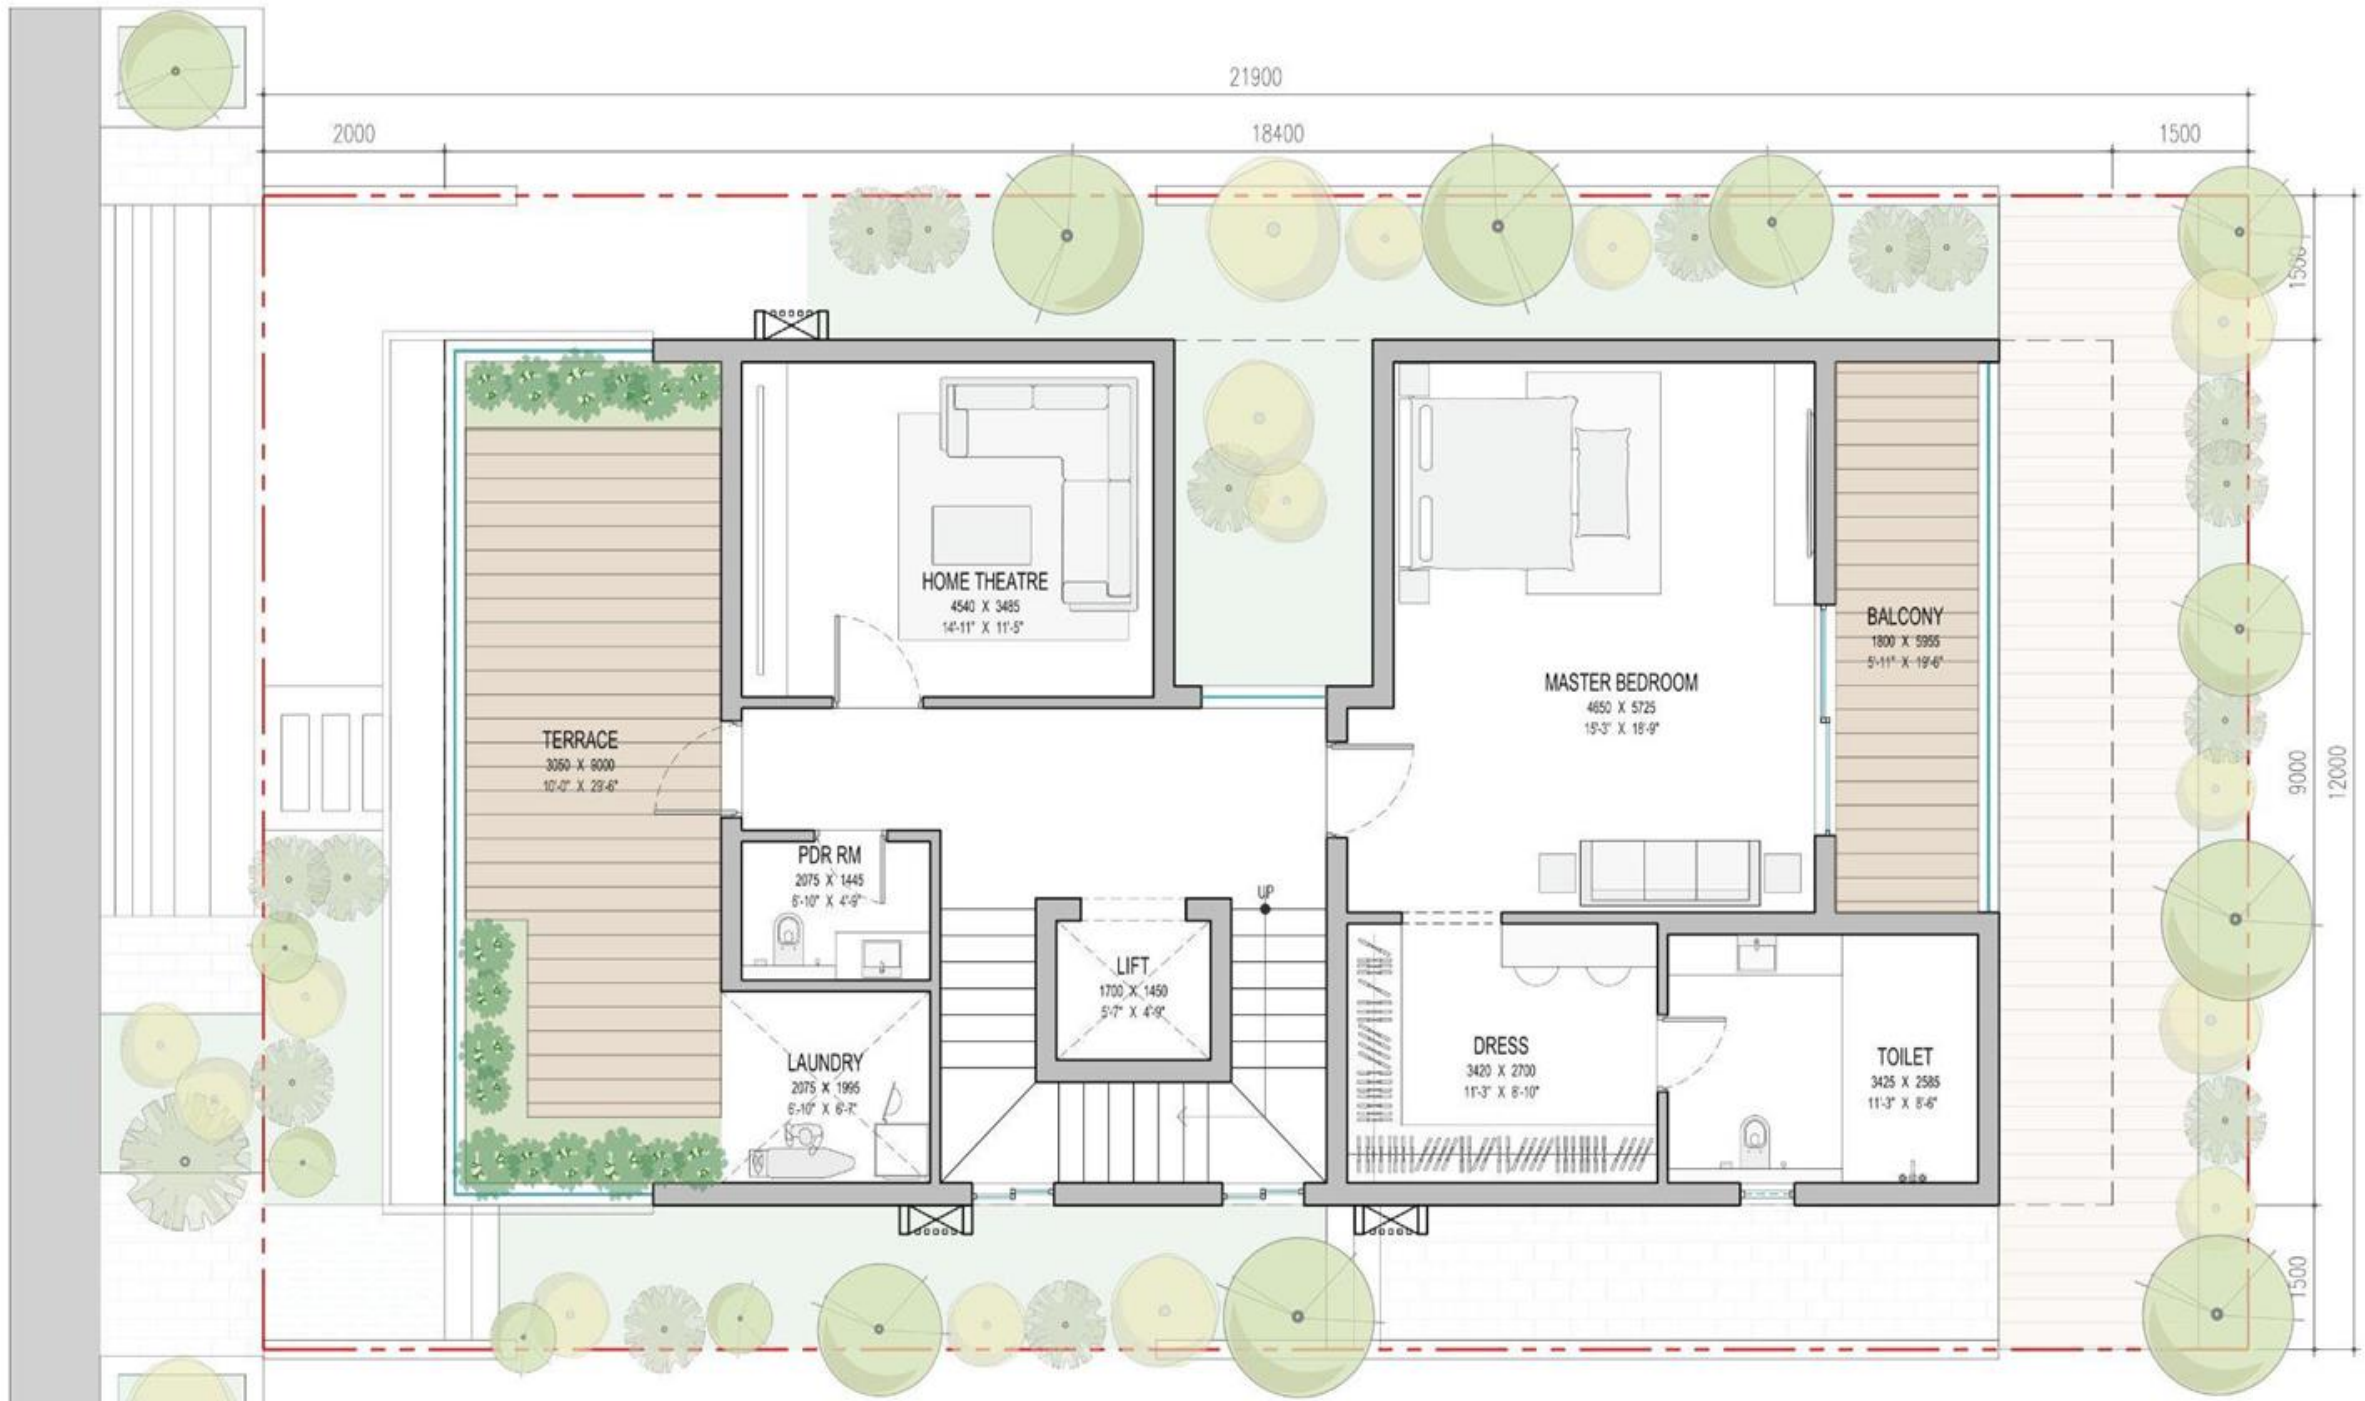 21900
2000
18400
1500
1500
HOME THEATRE
4540 X 3485
14'-11" X 11'-5"
BALCONY
1800 X 5955
5'-11" X 19'-6"
MASTER BEDROOM
4650 X 5725
15'-3" X 18'-9"
TERRACE
3050 X 9000
10'-0" X 29'-6"
9000
12000
PDR RM
2075 X 1445
6'-10" X 4'-9"
UP
LIFT
1700 X 1450
5'-7" X 4'-9"
DRESS
3420 X 2700
11'-3" X 8'-10"
TOILET
3425 X 2585
11'-3" X 8'-6"
LAUNDRY
2075 X 1995
6'-10" X 6'-7"
1500